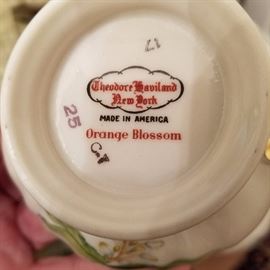 Theodore Haviland
New York
MADE IN AMERICA
Orange Blossom
25